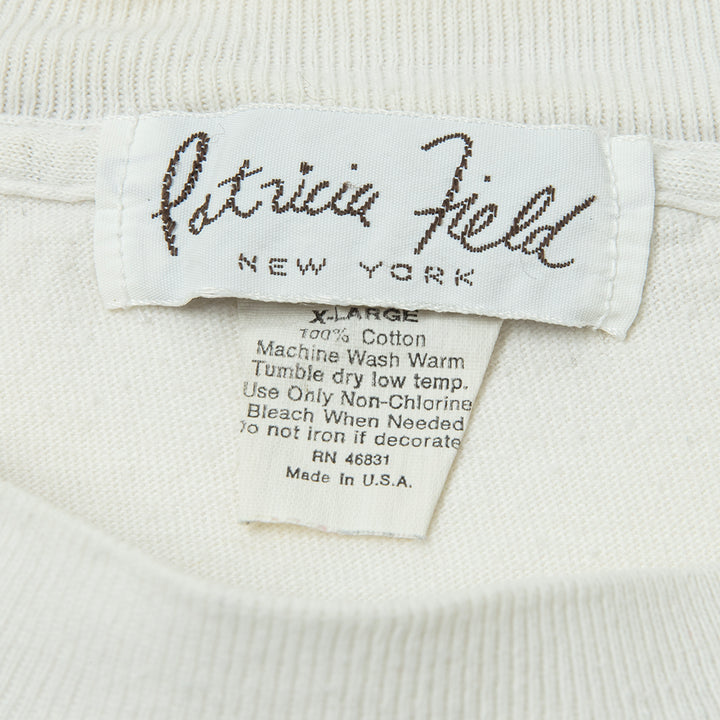 Patricia Field
NEW YORK
X-LARGE
100% Cotton
Machine Wash Warm
Tumble dry low temp.
Use Only Non-Chlorine
Bleach When Needed
Do not iron if decorate
RN 46831
Made In U.S.A.